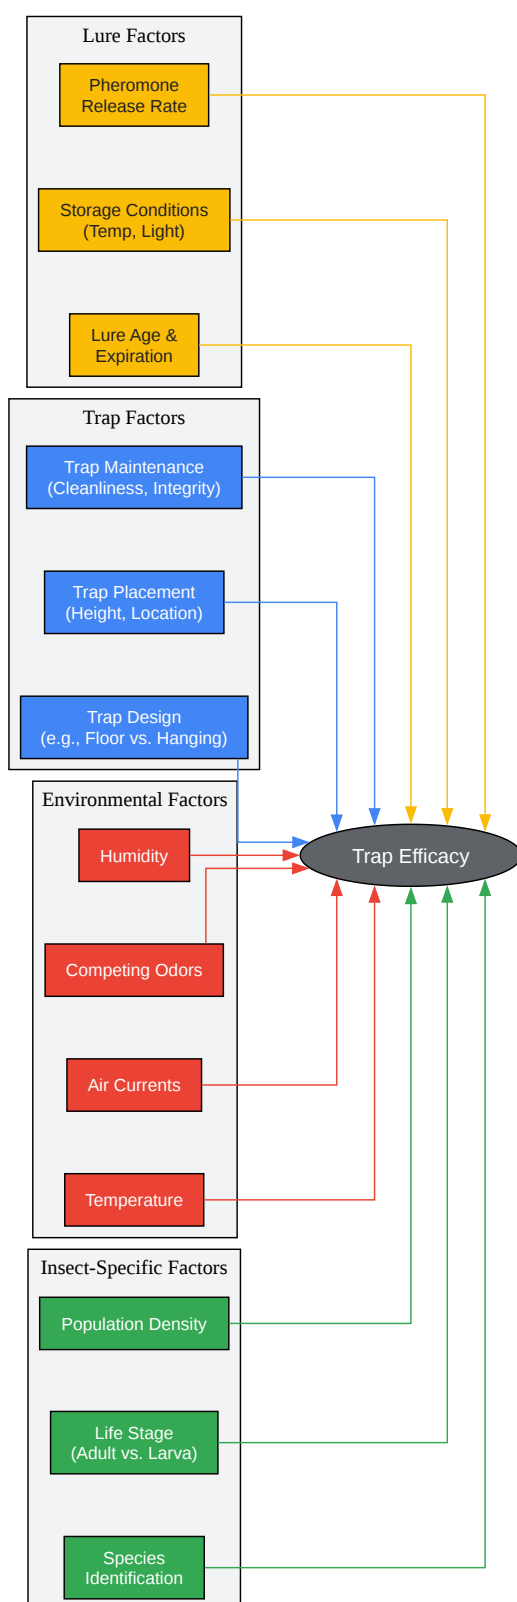 Lure Factors
Pheromone
Release Rate
Storage Conditions
(Temp, Light)
Lure Age &
Expiration
Trap Factors
Trap Maintenance
(Cleanliness, Integrity)
Trap Placement
(Height, Location)
Trap Design
(e.g., Floor vs. Hanging)
Environmental Factors
Humidity
Trap Efficacy
Competing Odors
Air Currents
Temperature
Insect-Specific Factors
Population Density
Life Stage
(Adult vs. Larva)
Species
Identification